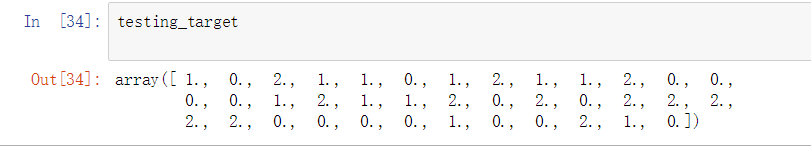 In [34]: testing_target
Out[34]: array([ 1., 0., 2., 1., 1., 0., 1., 2., 1., 1., 2., 0., 0.,
0., 0., 1., 2., 1., 1., 2., 0., 2., 0., 2., 2., 2.,
2., 2., 0., 0., 0., 0., 1., 0., 0., 2., 1., 0.])